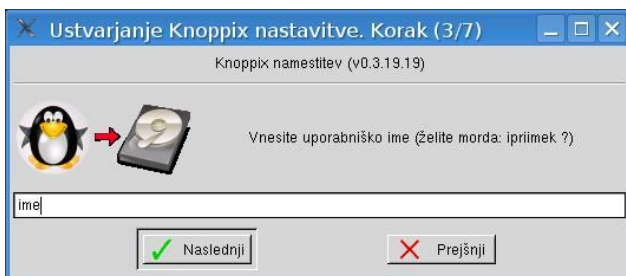 Ustvarjanje Knoppix nastavitve. Korak (3/7)
Knoppix namestitev (v0.3.19.19)
Vnesite uporabniško ime (želite morda: ipriimek ?)
ime
Naslednji
Prejšnji